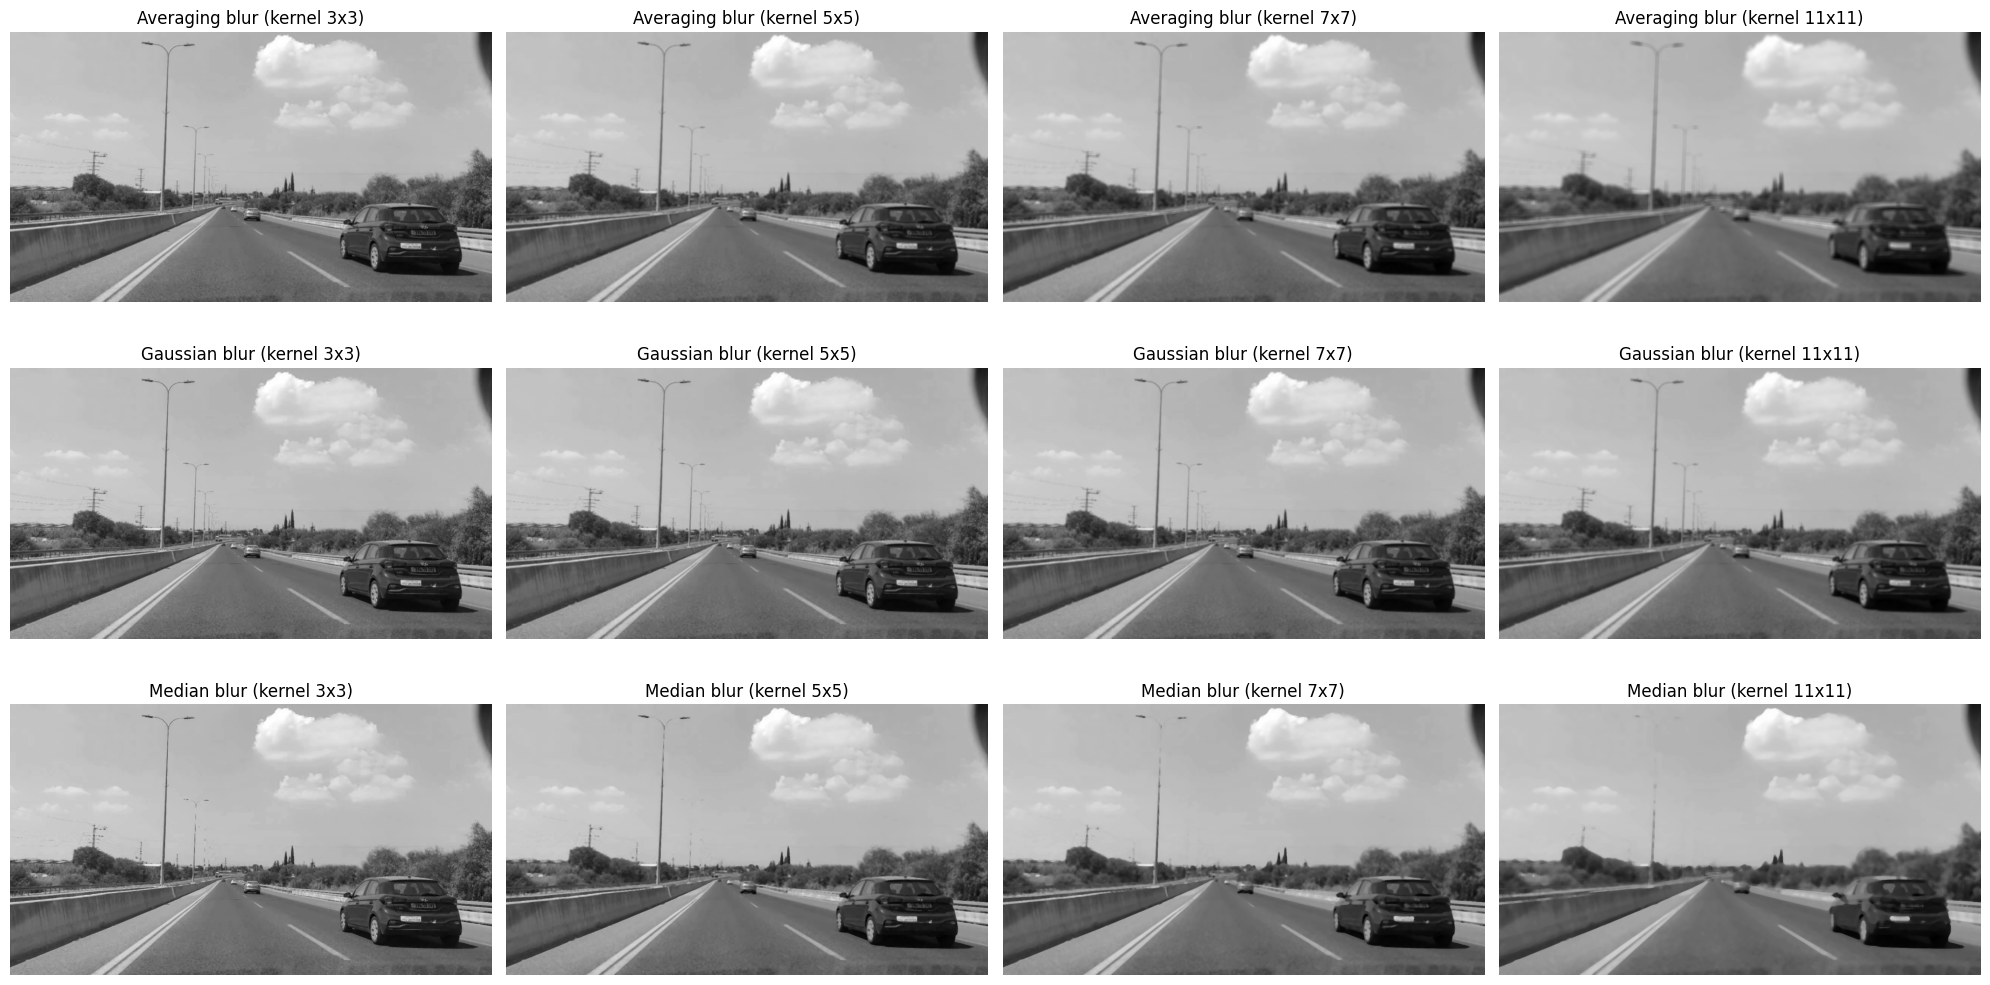 Averaging blur (kernel 3x3)
Averaging blur (kernel 5x5)
Averaging blur (kernel 7x7)
Averaging blur (kernel 11x11)
Gaussian blur (kernel 3x3)
Gaussian blur (kernel 5x5)
Gaussian blur (kernel 7x7)
Gaussian blur (kernel 11x11)
Median blur (kernel 3x3)
Median blur (kernel 5x5)
Median blur (kernel 7x7)
Median blur (kernel 11x11)